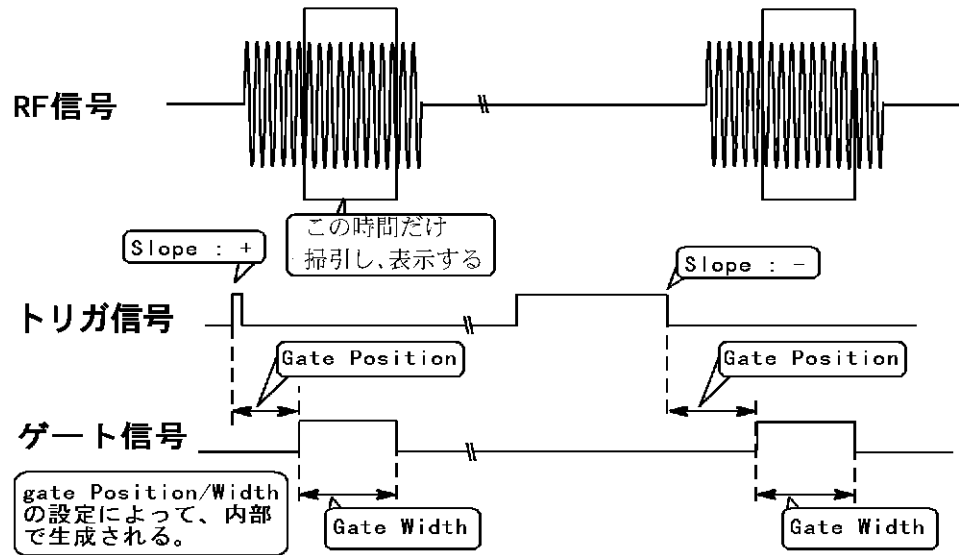 RF信号
この時間だけ
掃引し、表示する
Slope : +
Slope : -
トリガ信号
Gate Position
Gate Position
ゲート信号
gate Position/Width
の設定によって、内部
で生成される。
Gate Width
Gate Width